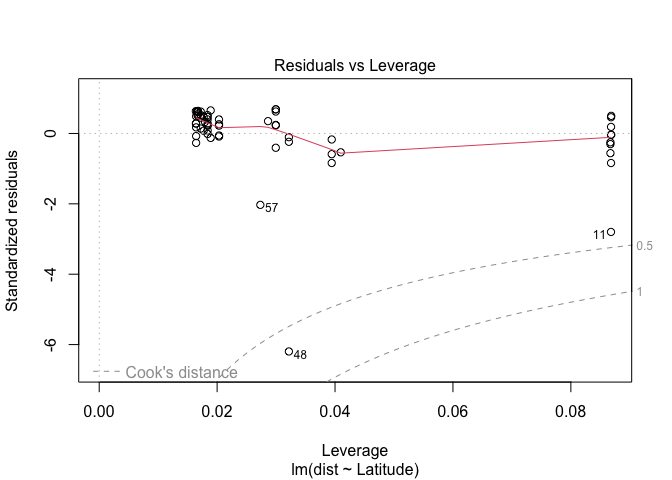 Residuals vs Leverage
Standardized residuals
0
-2
-4
-6
57
11
48
0.5
1
Cook's distance
0.00 0.02 0.04 0.06 0.08
Leverage
lm(dist ~ Latitude)